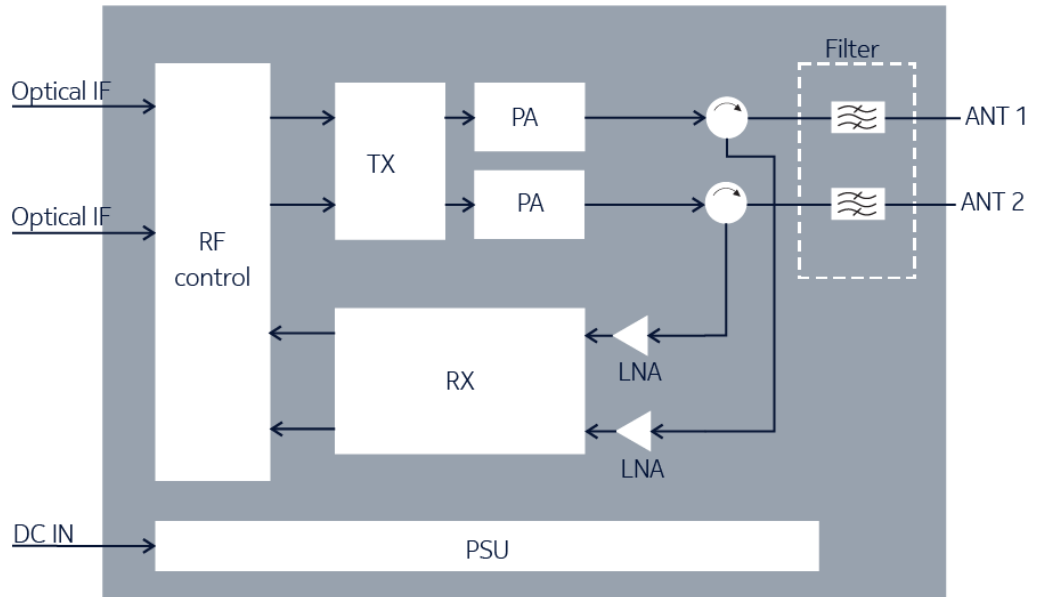 Filter
Optical IF
PA
ANT 1
TX
PA
ANT 2
Optical IF
RF
control
RX
LNA
LNA
DC IN
PSU